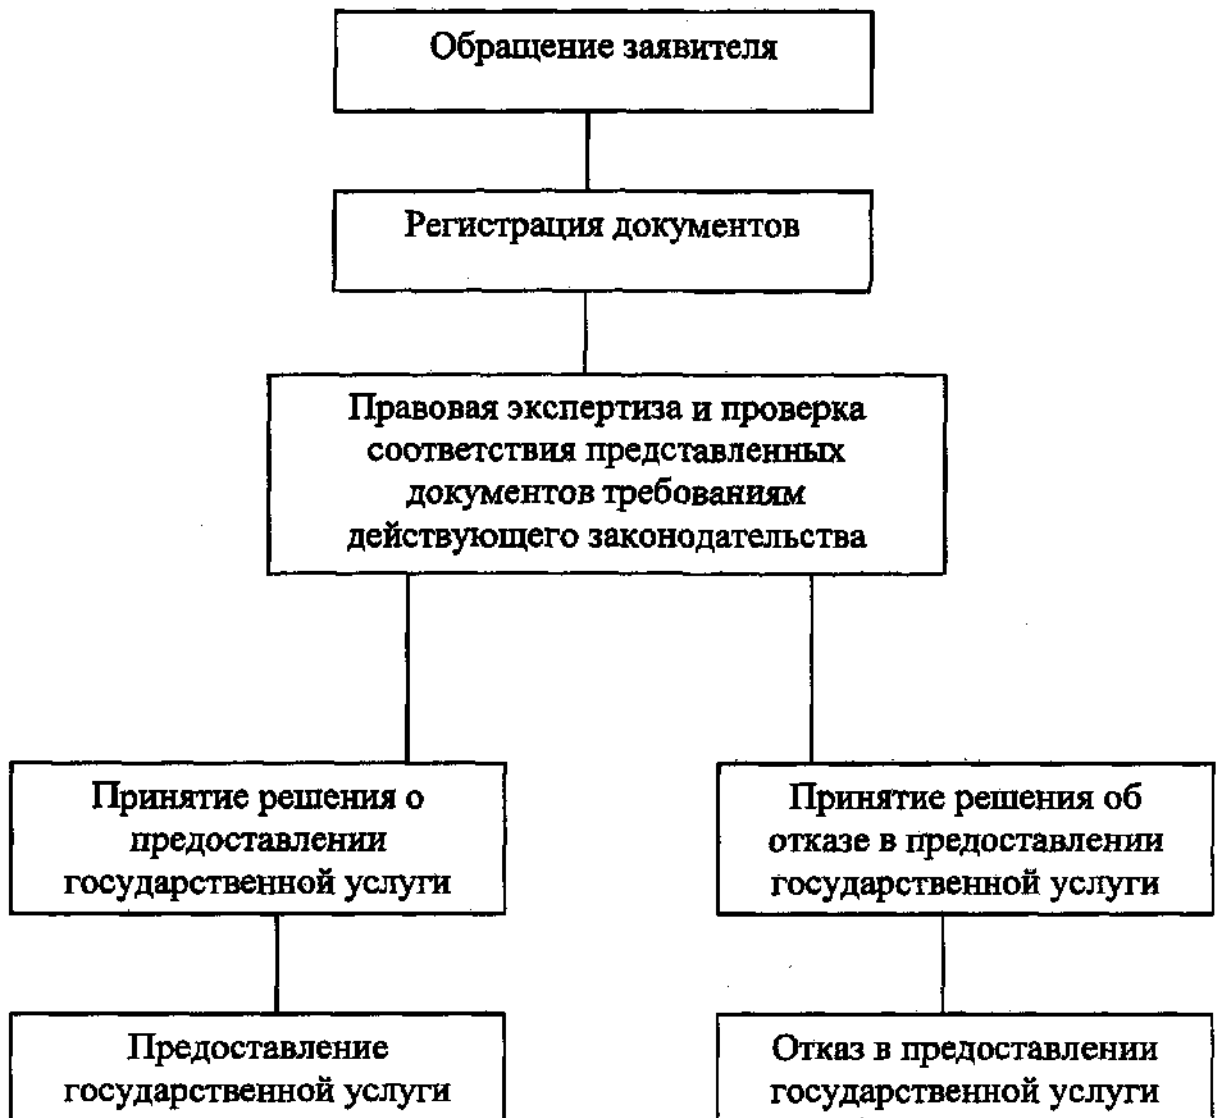 Обращение заявителя
Регистрация документов
Правовая экспертиза и проверка
соответствия представленных
документов требованиям
действующего законодательства
Принятие решения о
предоставлении
государственной услуги
Принятие решения об
отказе в предоставлении
государственной услуги
Предоставление
государственной услуги
Отказ в предоставлении
государственной услуги